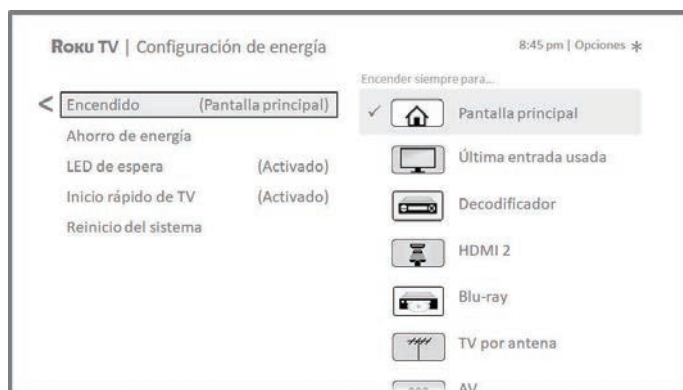 Roku TV | Configuración de energía
8:45 pm | Opciones ✱
Encender siempre para...
< Encendido (Pantalla principal)
Ahorro de energía
LED de espera (Activado)
Inicio rápido de TV (Activado)
Reinicio del sistema
✓ Pantalla principal
Última entrada usada
Decodificador
HDMI 2
Blu-ray
TV por antena
AV